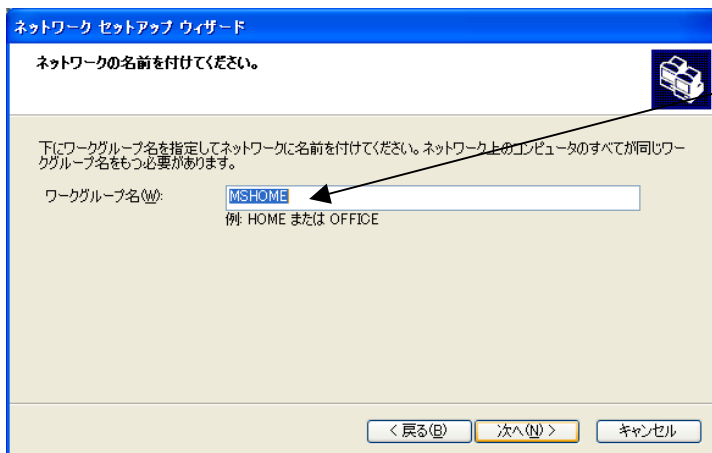 ネットワーク セットアップ ウィザード
ネットワークの名前を付けてください。
下にワークグループ名を指定してネットワークに名前を付けてください。ネットワーク上のコンピュータのすべてが同じワー
クグループ名をもつ必要があります。
ワークグループ名(W): MSHOME
例: HOME または OFFICE
< 戻る(B) 次へ(N) > キャンセル